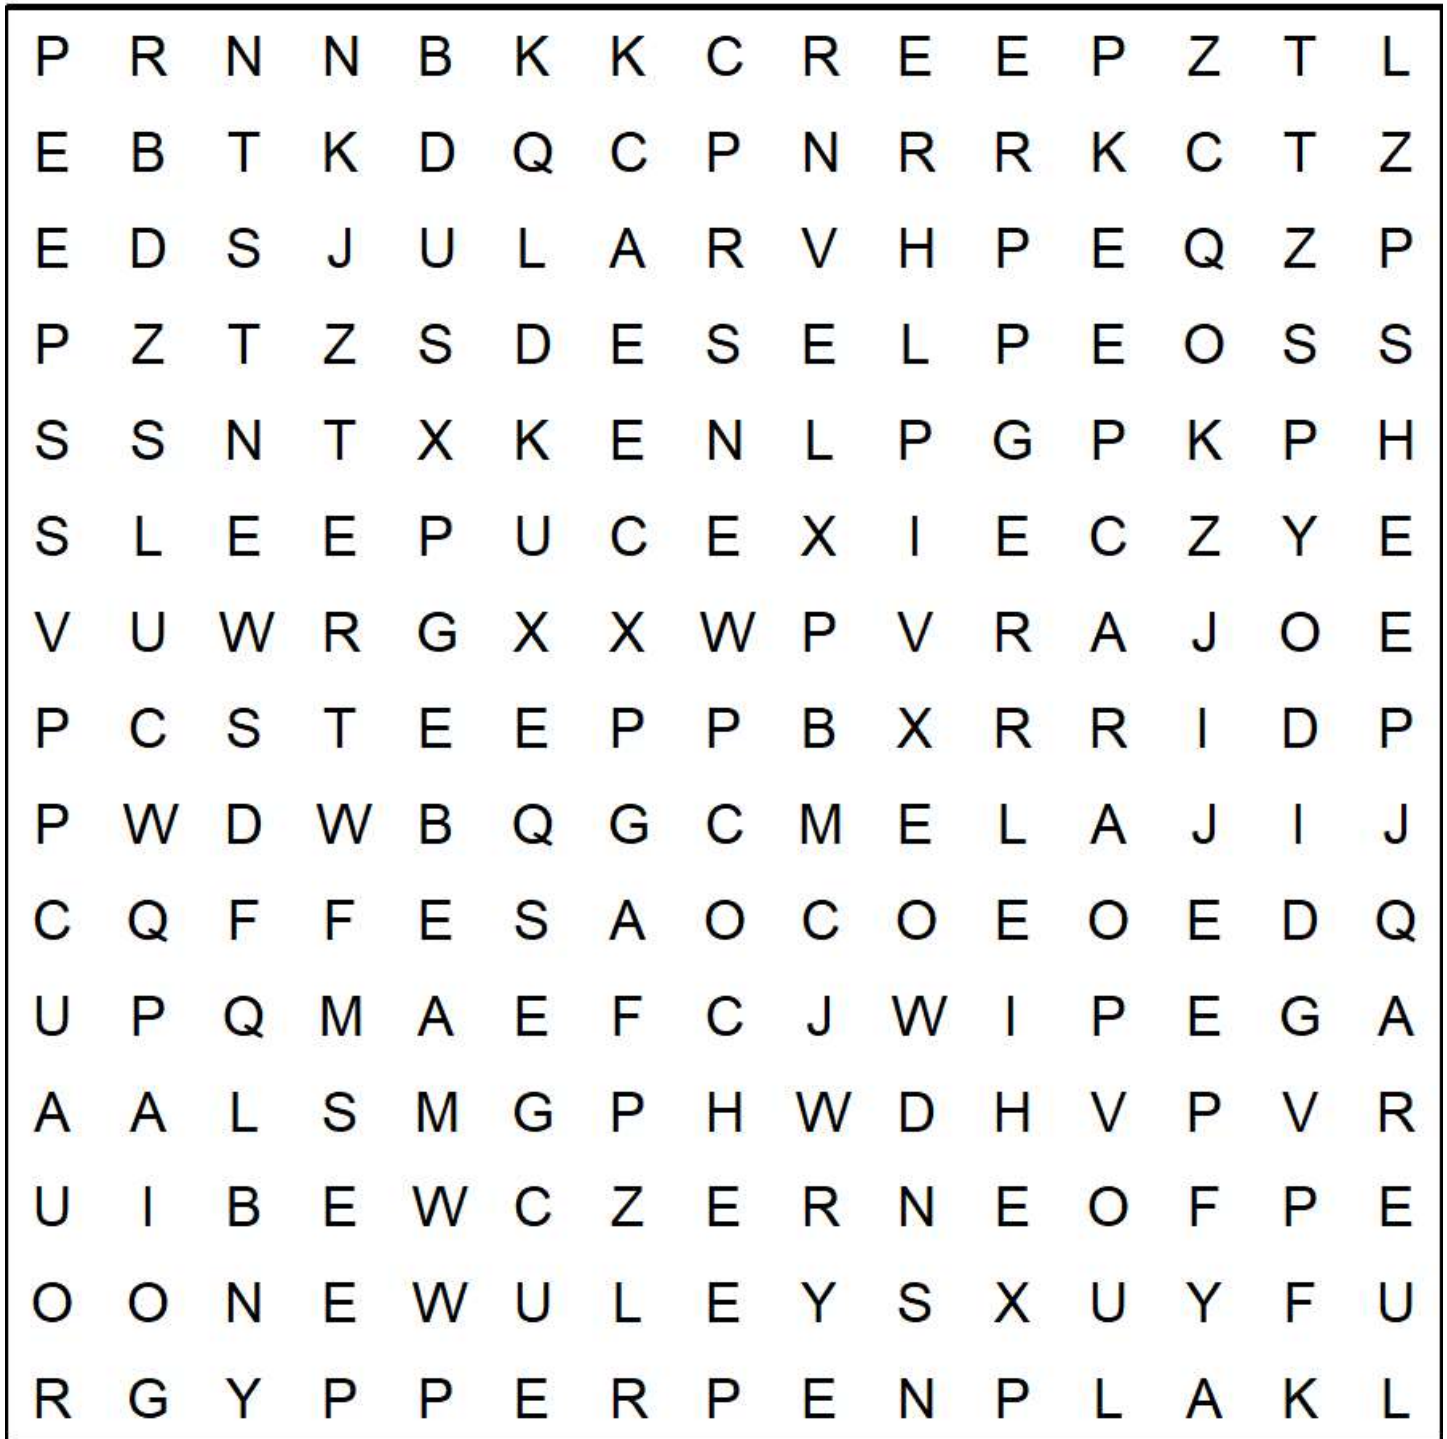 P R N N B K K C R E E P Z T L
E B T K D Q C P N R R K C T Z
E D S J U L A R V H P E Q Z P
P Z T Z S D E S E L P E O S S
S S N T X K E N L P G P K P H
S L E E P U C E X I E C Z Y E
V U W R G X X W P V R A J O E
P C S T E E P P B X R R I D P
P W D W B Q G C M E L A J I J
C Q F F E S A O C O E O E D Q
U P Q M A E F C J W I P E G A
A A L S M G P H W D H V P V R
U I B E W C Z E R N E O F P E
O O N E W U L E Y S X U Y F U
R G Y P P E R P E N P L A K L